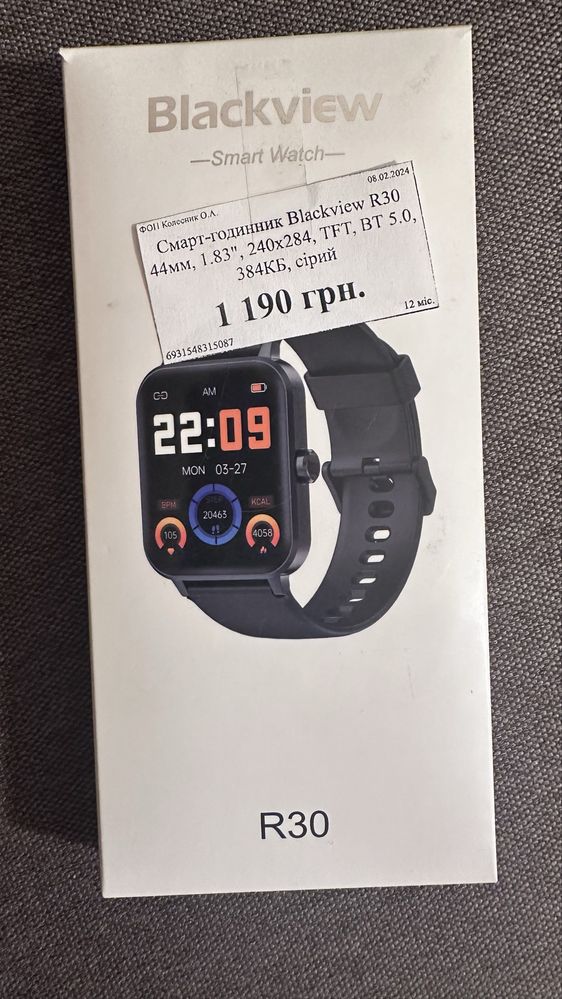 Blackview
—Smart Watch—
ФОП Колесник О.А.
08.02.2024
Смарт-годинник Blackview R30
44мм, 1.83", 240x284, TFT, BT 5.0,
384КБ, сірий
1 190 грн.
6931548315087
12 міс.
AM
22:09
MON 03-27
BPM
STEP
KCAL
105
20463
4058
R30